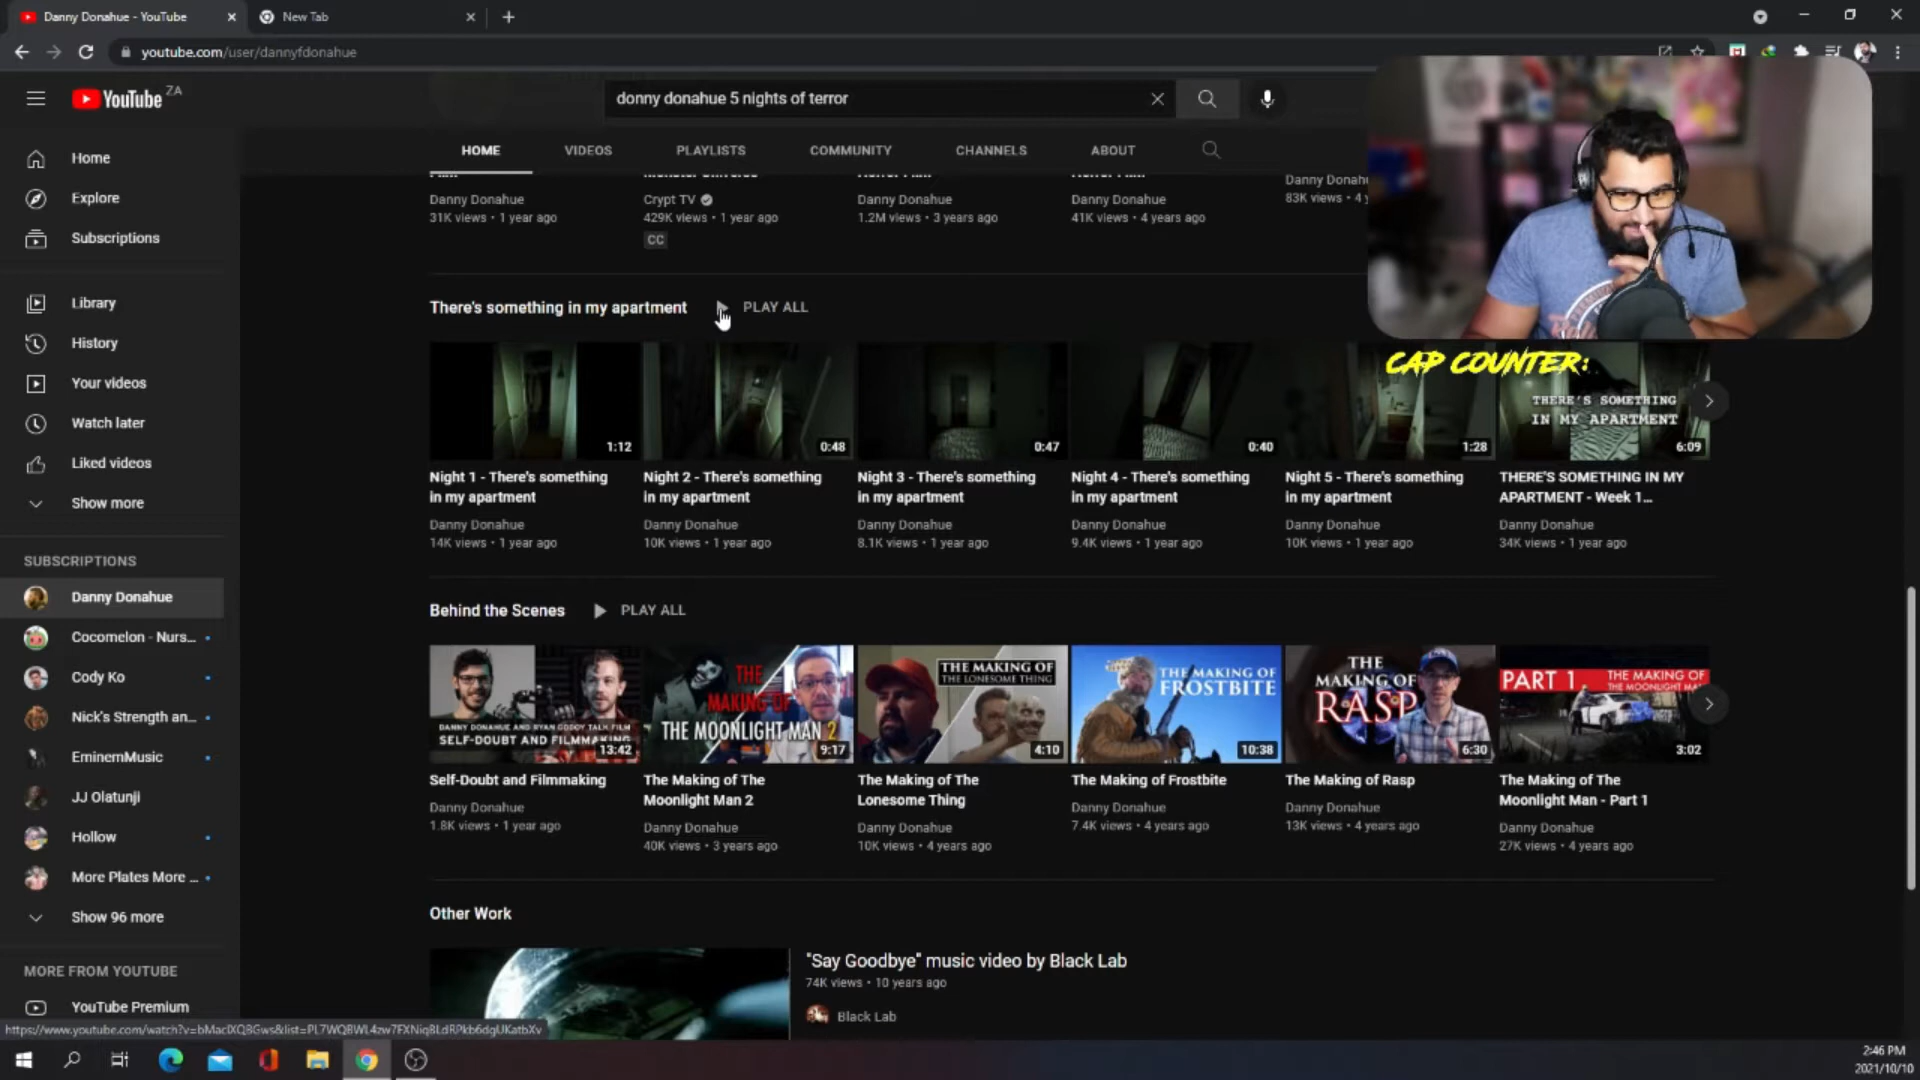 Danny Donahue - YouTube
New Tab
youtube.com/user/dannyfdonahue
YouTube ZA
donny donahue 5 nights of terror
HOME VIDEOS PLAYLISTS COMMUNITY CHANNELS ABOUT
Home
Explore
Subscriptions
Library
History
Your videos
Watch later
Liked videos
Show more
SUBSCRIPTIONS
Danny Donahue
Cocomelon - Nurs...
Cody Ko
Nick's Strength an...
EminemMusic
JJ Olatunji
Hollow
More Plates More ...
Show 96 more
MORE FROM YOUTUBE
YouTube Premium
Danny Donahue
31K views • 1 year ago
Crypt TV
429K views • 1 year ago
CC
Danny Donahue
1.2M views • 3 years ago
Danny Donahue
41K views • 4 years ago
83K views
There's something in my apartment PLAY ALL
CAP COUNTER:
THERE'S SOMETHING
IN MY APARTMENT
1:12
0:48
0:47
0:40
1:28
6:09
Night 1 - There's something
in my apartment
Danny Donahue
14K views • 1 year ago
Night 2 - There's something
in my apartment
Danny Donahue
10K views • 1 year ago
Night 3 - There's something
in my apartment
Danny Donahue
8.1K views • 1 year ago
Night 4 - There's something
in my apartment
Danny Donahue
9.4K views • 1 year ago
Night 5 - There's something
in my apartment
Danny Donahue
10K views • 1 year ago
THERE'S SOMETHING IN MY
APARTMENT - Week 1...
Danny Donahue
34K views • 1 year ago
Behind the Scenes PLAY ALL
DANNY DONAHUE AND RYAN GODOY TALK FILM
SELF-DOUBT AND FILMMAKING
13:42
Self-Doubt and Filmmaking
Danny Donahue
1.8K views • 1 year ago
THE
MAKING OF
THE MOONLIGHT MAN 2
9:17
The Making of The
Moonlight Man 2
Danny Donahue
40K views • 3 years ago
THE MAKING OF
THE LONESOME THING
4:10
The Making of The
Lonesome Thing
Danny Donahue
10K views • 4 years ago
THE MAKING OF
FROSTBITE
10:38
The Making of Frostbite
Danny Donahue
7.4K views • 4 years ago
THE
MAKING OF
RASP
6:30
The Making of Rasp
Danny Donahue
13K views • 4 years ago
PART 1
THE MAKING OF
THE MOONLIGHT
3:02
The Making of The
Moonlight Man - Part 1
Danny Donahue
27K views • 4 years ago
Other Work
"Say Goodbye" music video by Black Lab
74K views • 10 years ago
Black Lab
2:46 PM
2021/10/10